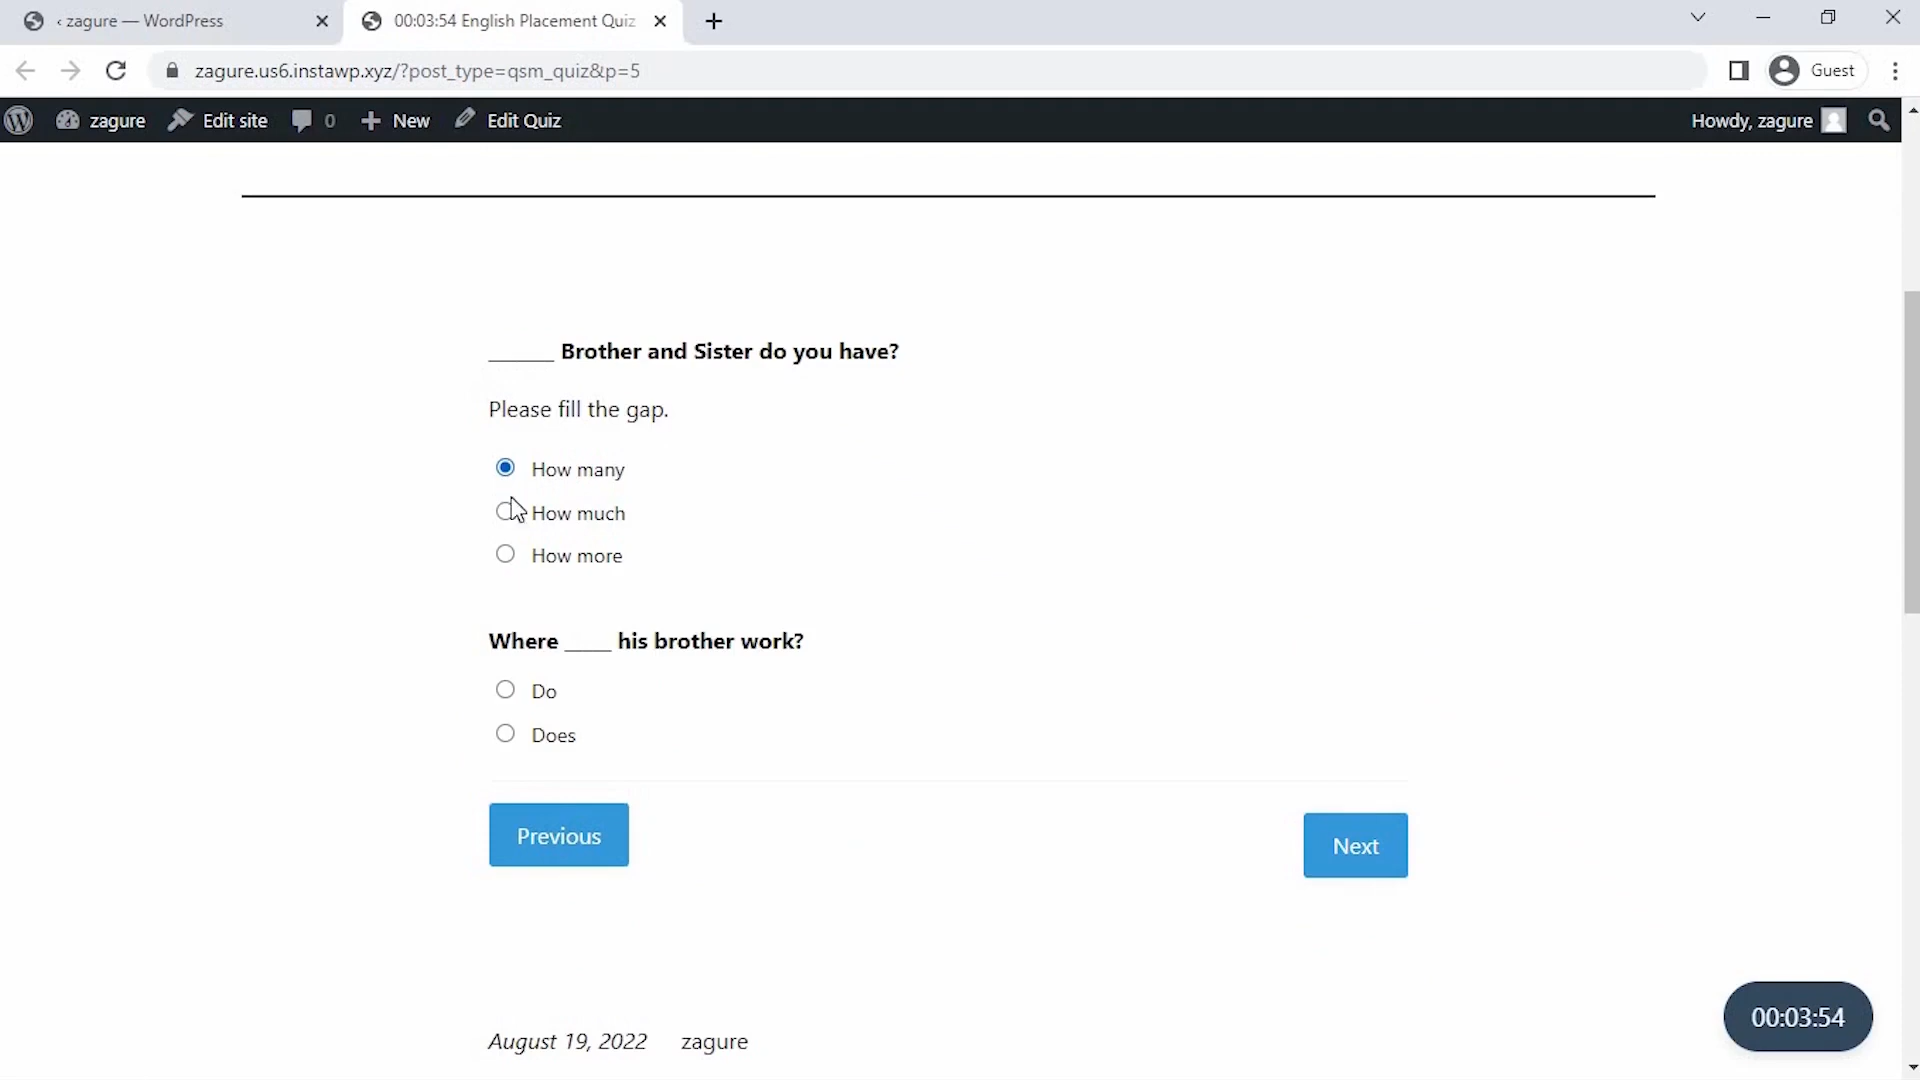 ‹ zagure — WordPress
00:03:54 English Placement Quiz
zagure.us6.instawp.xyz/?post_type=qsm_quiz&p=5
Guest
zagure Edit site 0 New Edit Quiz
Howdy, zagure
______ Brother and Sister do you have?
Please fill the gap.
How many
How much
How more
Where _____ his brother work?
Do
Does
Previous
Next
August 19, 2022 zagure
00:03:54